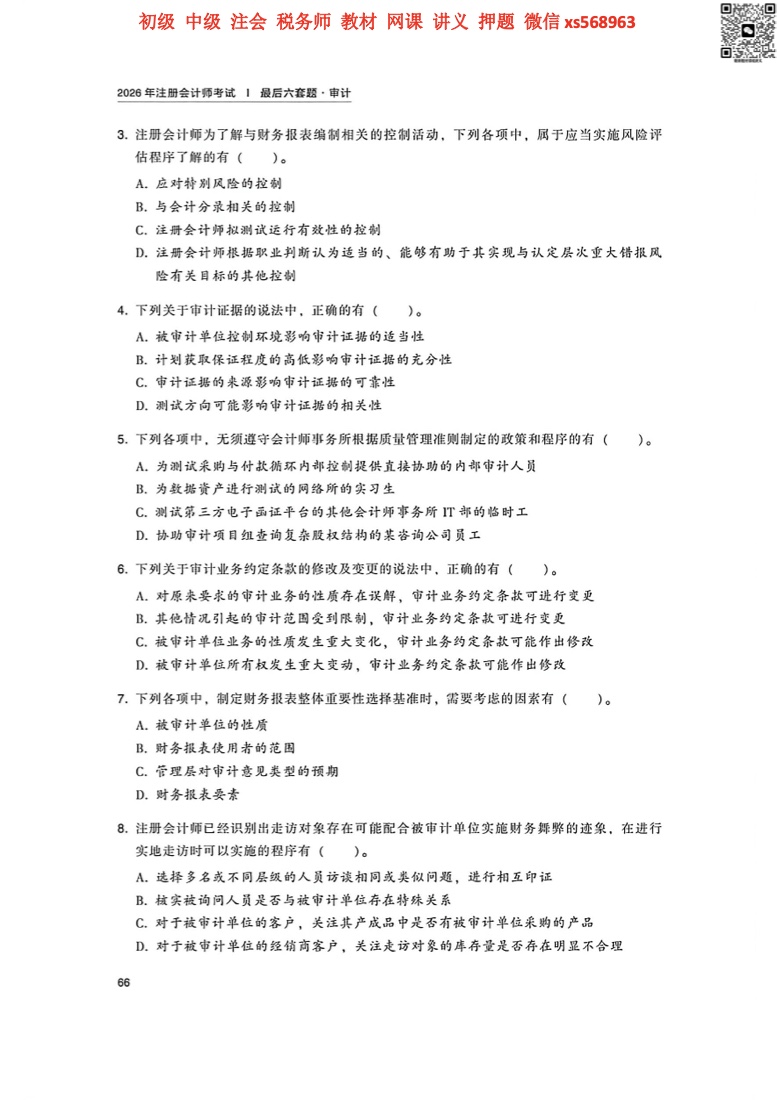 初级 中级 注会 税务师 教材 网课 讲义 押题 微信 xs568963
2026 年注册会计师考试 | 最后六套题·审计
3. 注册会计师为了解与财务报表编制相关的控制活动，下列各项中，属于应当实施风险评
估程序了解的有（　　）。
A. 应对特别风险的控制
B. 与会计分录相关的控制
C. 注册会计师拟测试运行有效性的控制
D. 注册会计师根据职业判断认为适当的、能够有助于其实现与认定层次重大错报风
险有关目标的其他控制
4. 下列关于审计证据的说法中，正确的有（　　）。
A. 被审计单位控制环境影响审计证据的适当性
B. 计划获取保证程度的高低影响审计证据的充分性
C. 审计证据的来源影响审计证据的可靠性
D. 测试方向可能影响审计证据的相关性
5. 下列各项中，无须遵守会计师事务所根据质量管理准则制定的政策和程序的有（　　）。
A. 为测试采购与付款循环内部控制提供直接协助的内部审计人员
B. 为数据资产进行测试的网络所的实习生
C. 测试第三方电子函证平台的其他会计师事务所 IT 部的临时工
D. 协助审计项目组查询复杂股权结构的某咨询公司员工
6. 下列关于审计业务约定条款的修改及变更的说法中，正确的有（　　）。
A. 对原来要求的审计业务的性质存在误解，审计业务约定条款可进行变更
B. 其他情况引起的审计范围受到限制，审计业务约定条款可进行变更
C. 被审计单位业务的性质发生重大变化，审计业务约定条款可能作出修改
D. 被审计单位所有权发生重大变动，审计业务约定条款可能作出修改
7. 下列各项中，制定财务报表整体重要性选择基准时，需要考虑的因素有（　　）。
A. 被审计单位的性质
B. 财务报表使用者的范围
C. 管理层对审计意见类型的预期
D. 财务报表要素
8. 注册会计师已经识别出走访对象存在可能配合被审计单位实施财务舞弊的迹象，在进行
实地走访时可以实施的程序有（　　）。
A. 选择多名或不同层级的人员访谈相同或类似问题，进行相互印证
B. 核实被询问人员是否与被审计单位存在特殊关系
C. 对于被审计单位的客户，关注其产成品中是否有被审计单位采购的产品
D. 对于被审计单位的经销商客户，关注走访对象的库存量是否存在明显不合理
66